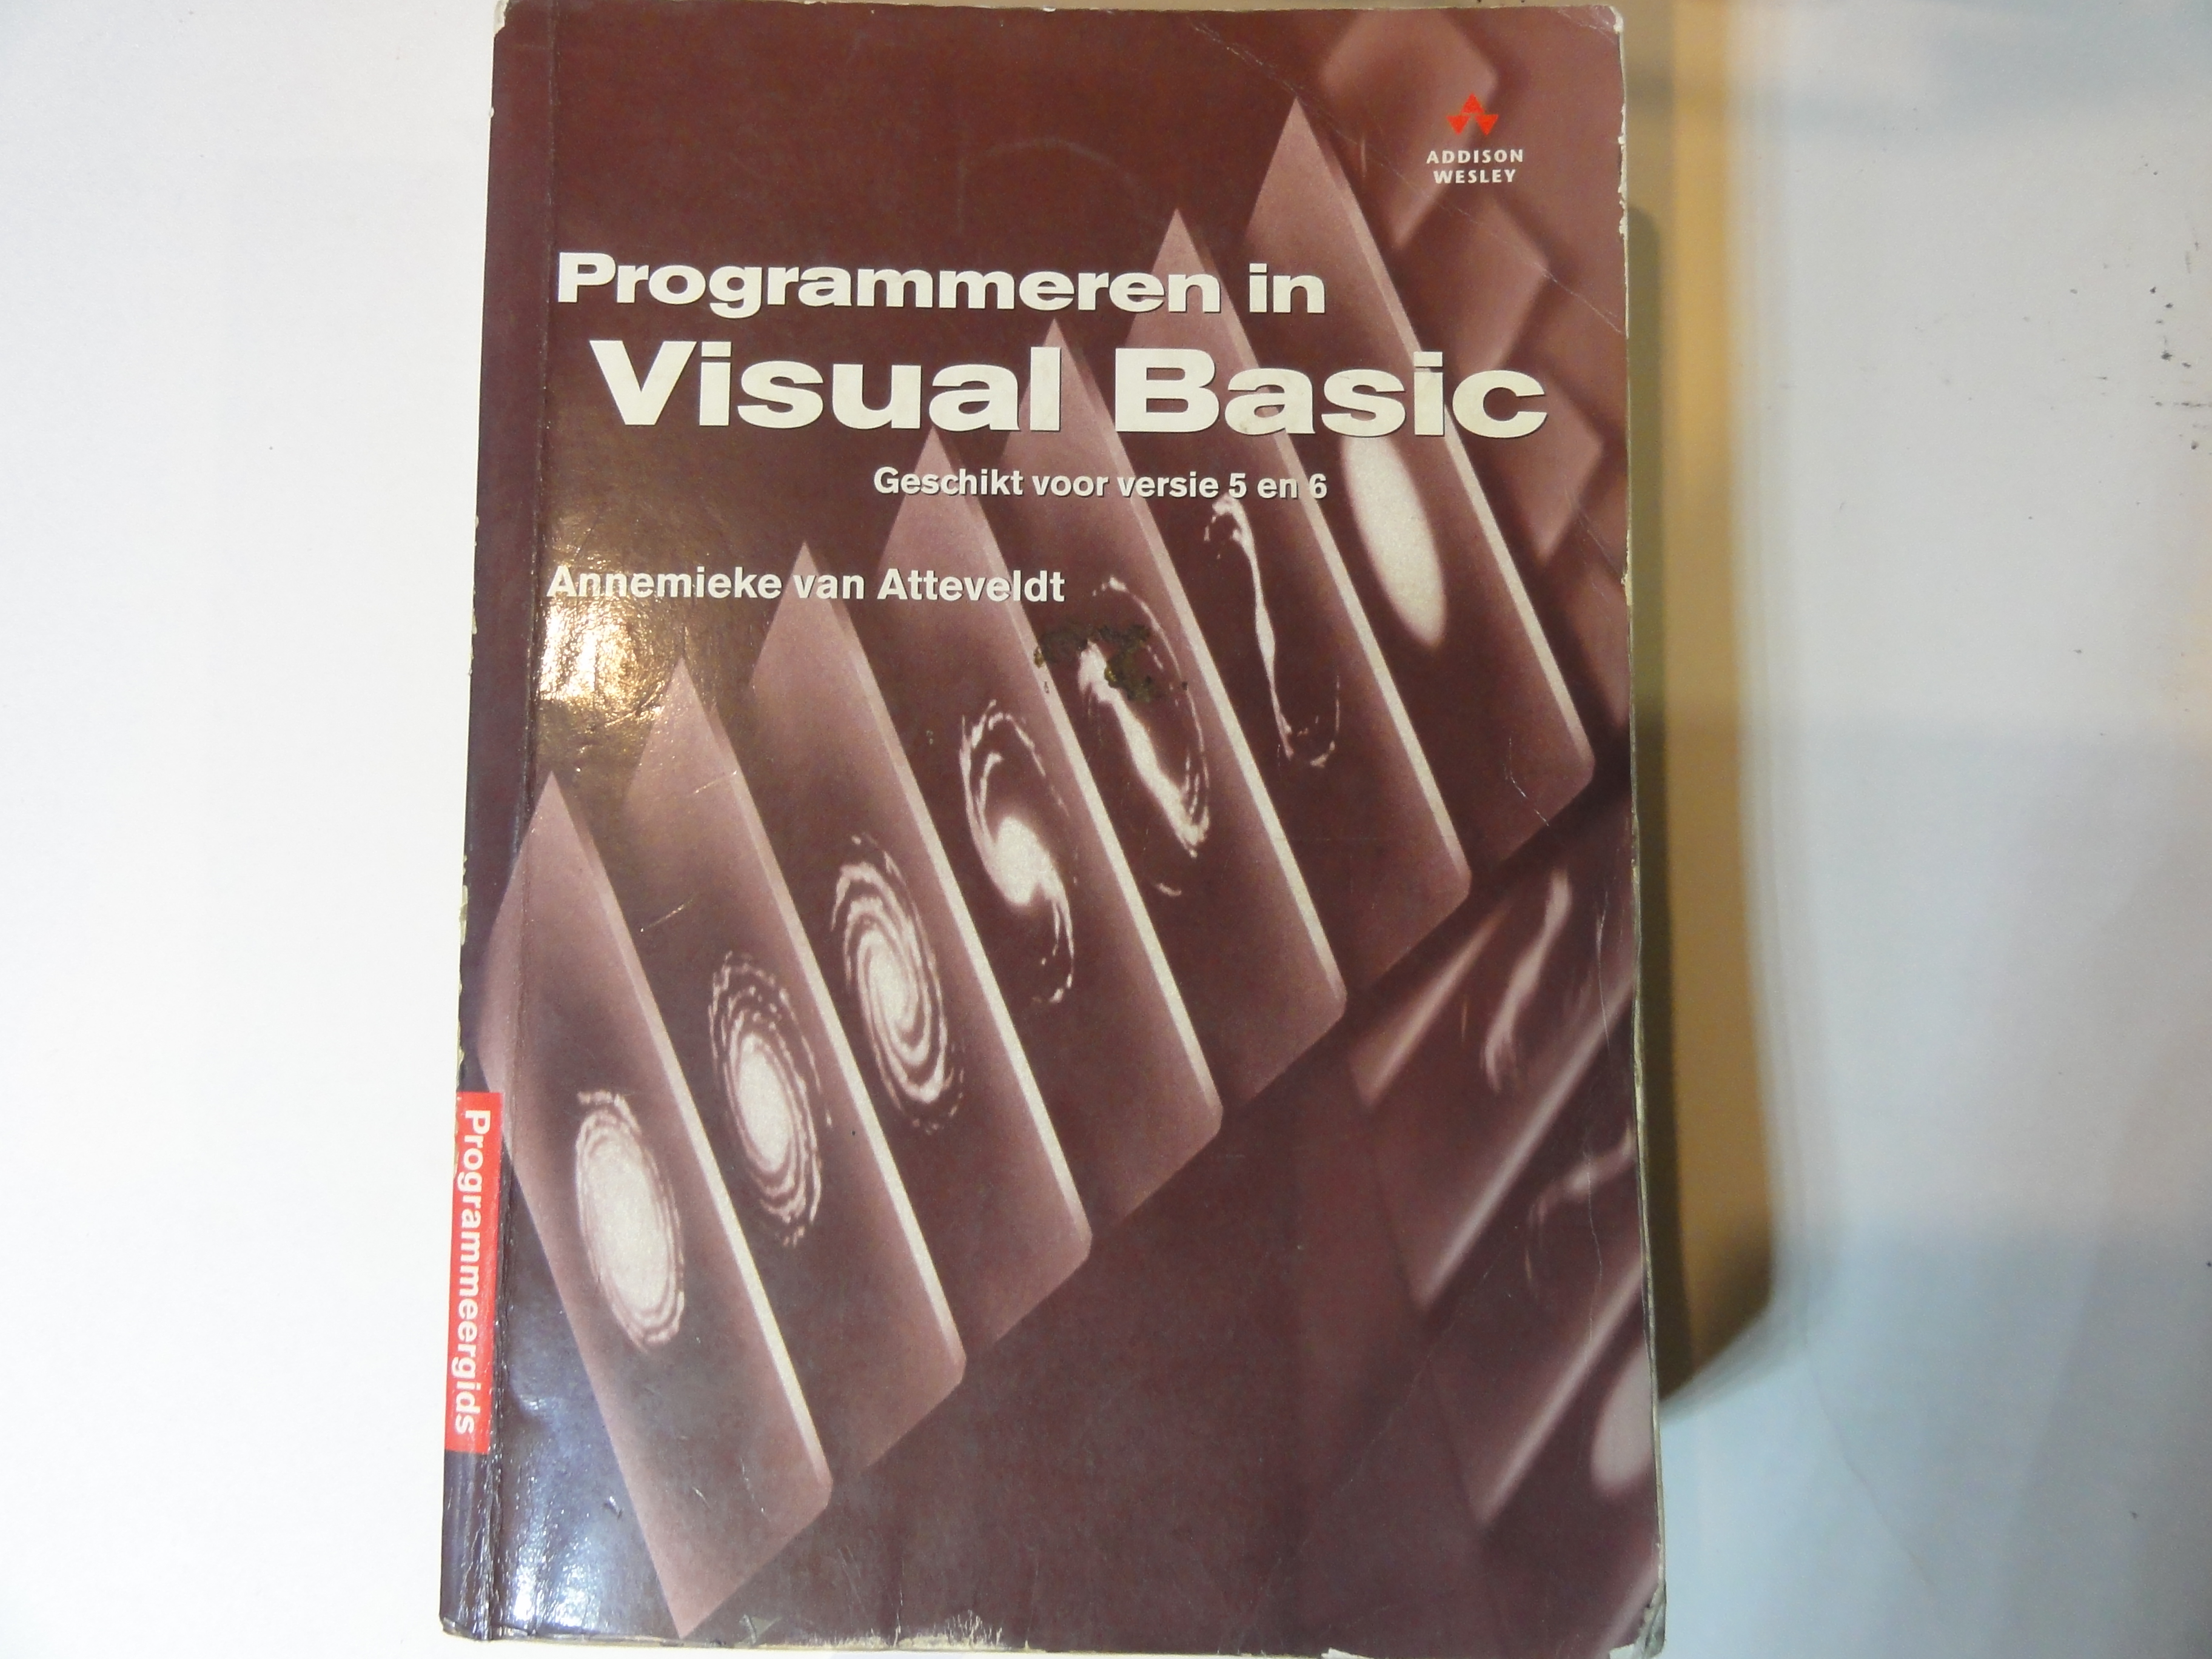 ADDISON
WESLEY
Programmeren in
Visual Basic
Geschikt voor versie 5 en 6
Annemieke van Atteveldt
Programmeergids